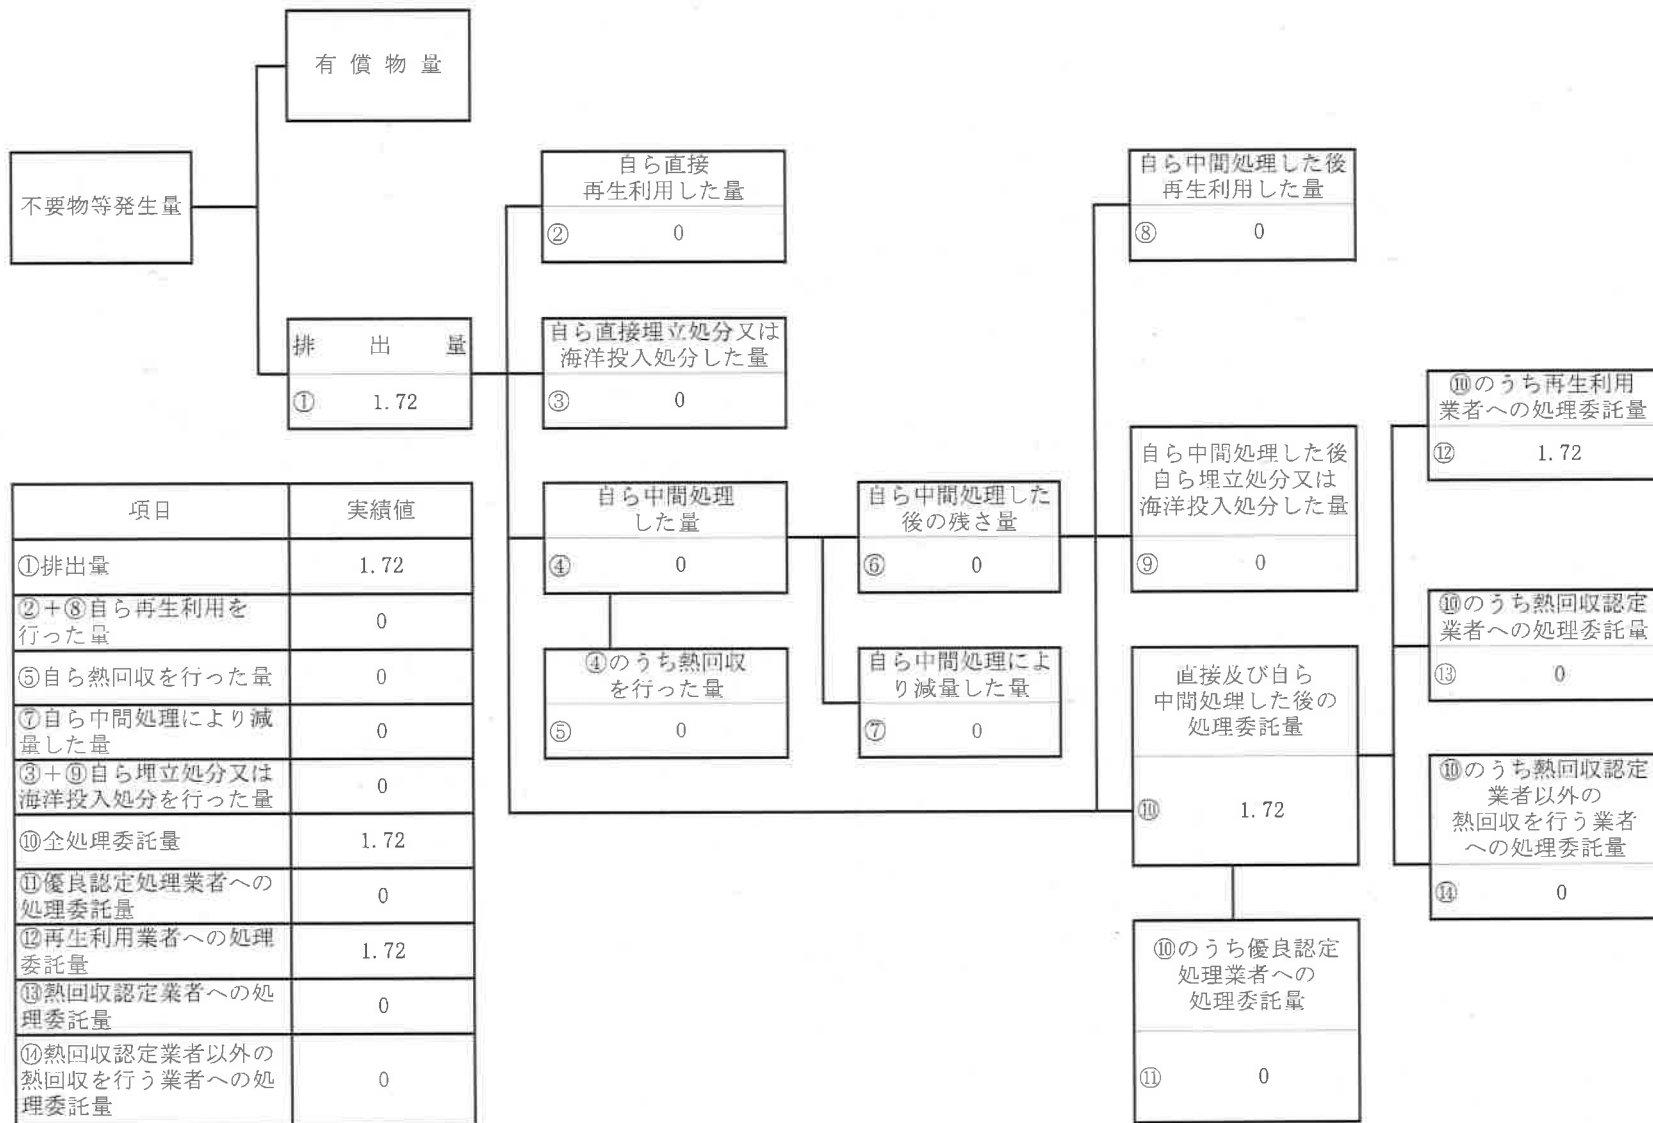 有償物量
不要物等発生量
排出量
① 1.72
自ら直接
再生利用した量
② 0
自ら直接埋立処分又は
海洋投入処分した量
③ 0
自ら中間処理
した量
④ 0
④のうち熱回収
を行った量
⑤ 0
自ら中間処理した
後の残さ量
⑥ 0
自ら中間処理によ
り減量した量
⑦ 0
自ら中間処理した後
再生利用した量
⑧ 0
自ら中間処理した後
自ら埋立処分又は
海洋投入処分した量
⑨ 0
直接及び自ら
中間処理した後の
処理委託量
⑩ 1.72
⑩のうち優良認定
処理業者への
処理委託量
⑪ 0
⑩のうち再生利用
業者への処理委託量
⑫ 1.72
⑩のうち熱回収認定
業者への処理委託量
⑬ 0
⑩のうち熱回収認定
業者以外の
熱回収を行う業者
への処理委託量
⑭ 0
項目 実績値
①排出量 1.72
②+⑧自ら再生利用を
行った量 0
⑤自ら熱回収を行った量 0
⑦自ら中間処理により減
量した量 0
③+⑨自ら埋立処分又は
海洋投入処分を行った量 0
⑩全処理委託量 1.72
⑪優良認定処理業者への
処理委託量 0
⑫再生利用業者への処理
委託量 1.72
⑬熱回収認定業者への処
理委託量 0
⑭熱回収認定業者以外の
熱回収を行う業者への処
理委託量 0